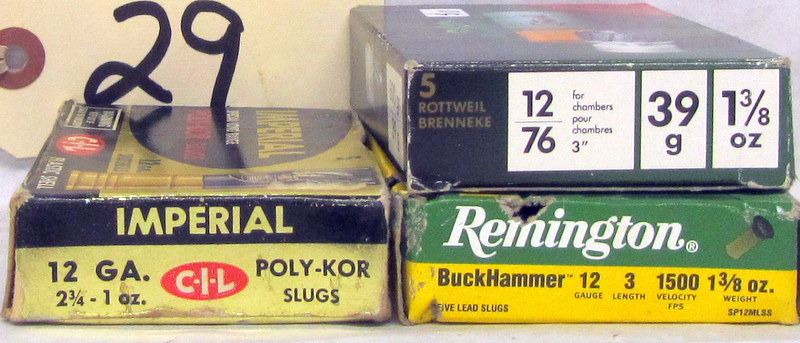 29
IMPERIAL
C-I-L
IMPERIAL
12 GA.
2¾ - 1 oz.
C-I-L
POLY-KOR
SLUGS
5
ROTTWEIL
BRENNEKE
12
76
for
chambers
pour
chambres
3"
39
g
1⅜
oz
Remington®
BuckHammer™ 12 3 1500 1⅜ oz.
GAUGE LENGTH VELOCITY WEIGHT
FPS
FIVE LEAD SLUGS SP12MLSS